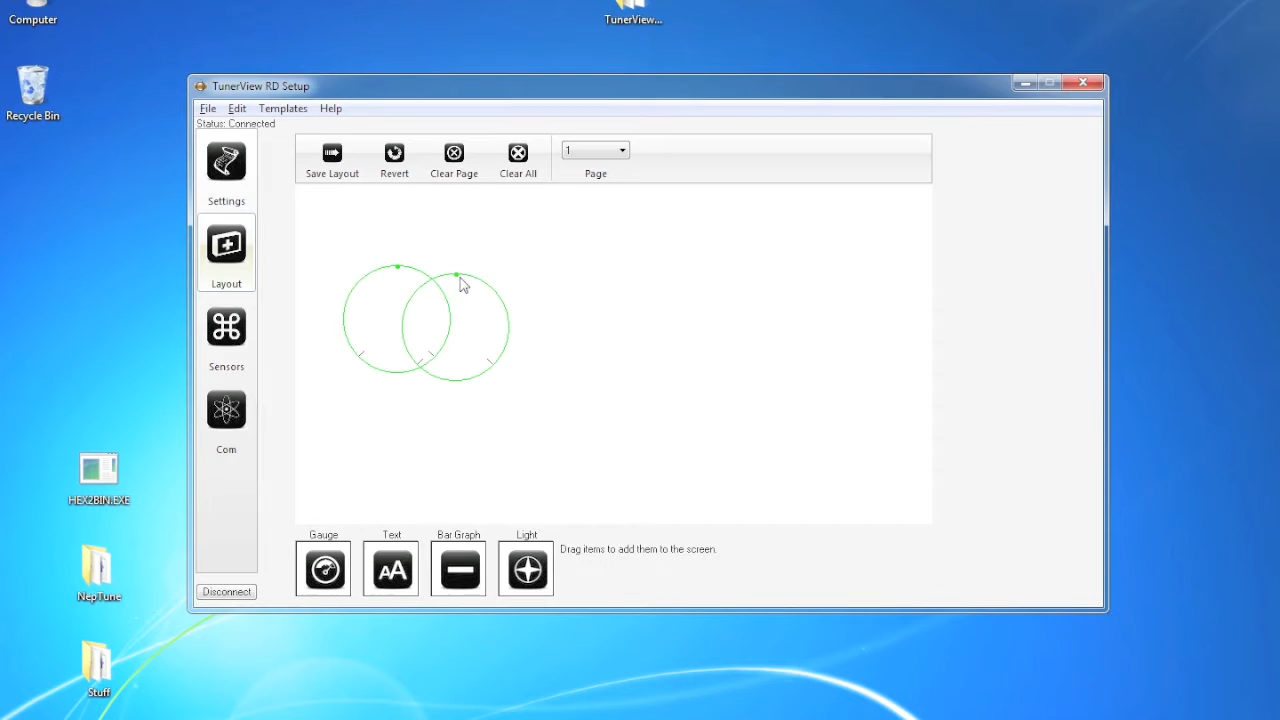 Computer
TunerView...
Recycle Bin
TunerView RD Setup
File Edit Templates Help
Status: Connected
Save Layout Revert Clear Page Clear All 1 Page
Settings
Layout
Sensors
Com
Gauge Text Bar Graph Light
AA
Drag items to add them to the screen.
Disconnect
HEX2BIN.EXE
NepTune
Stuff